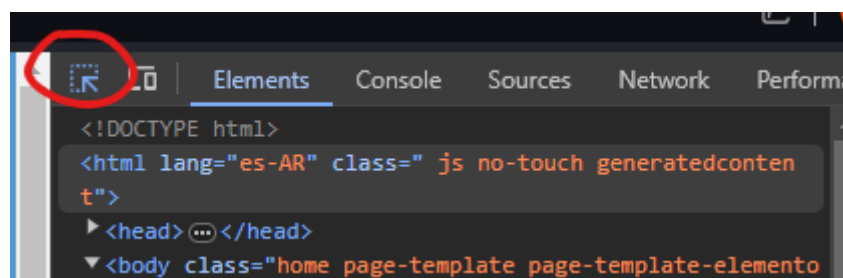 Elements Console Sources Network Performa
<!DOCTYPE html>
<html lang="es-AR" class=" js no-touch generatedconten
t">
<head>…</head>
<body class="home page-template page-template-elemento